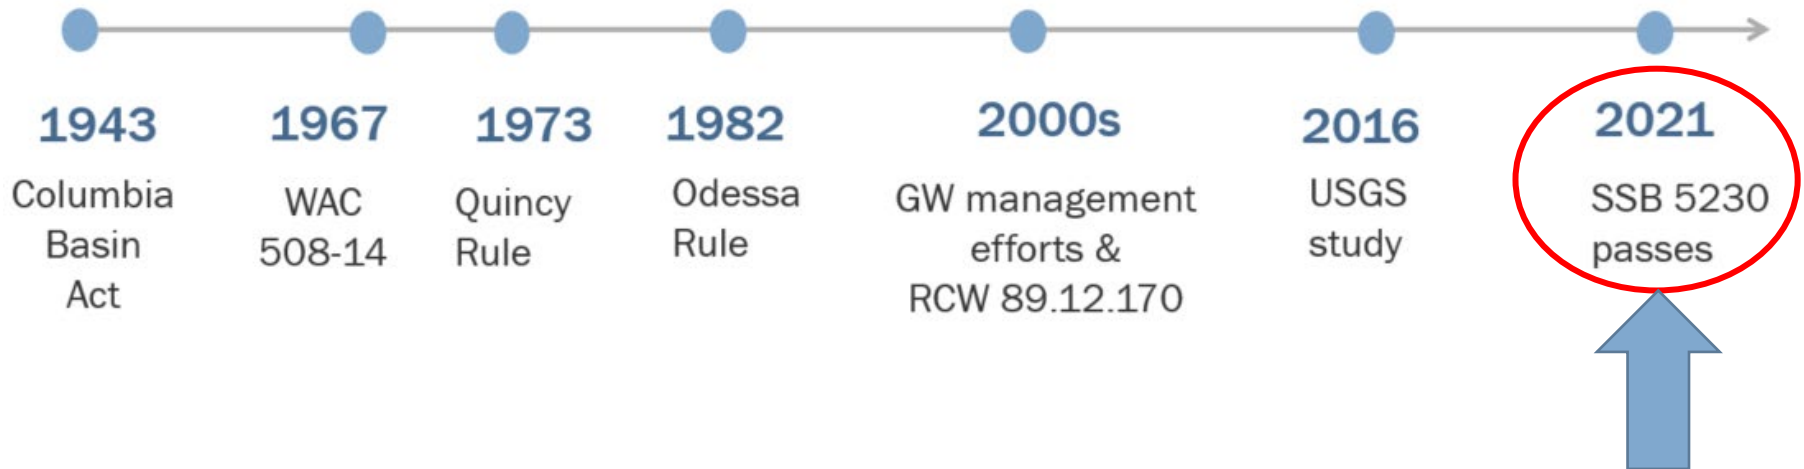 1943
Columbia
Basin
Act
1967
WAC
508-14
1973
Quincy
Rule
1982
Odessa
Rule
2000s
GW management
efforts &
RCW 89.12.170
2016
USGS
study
2021
SSB 5230
passes